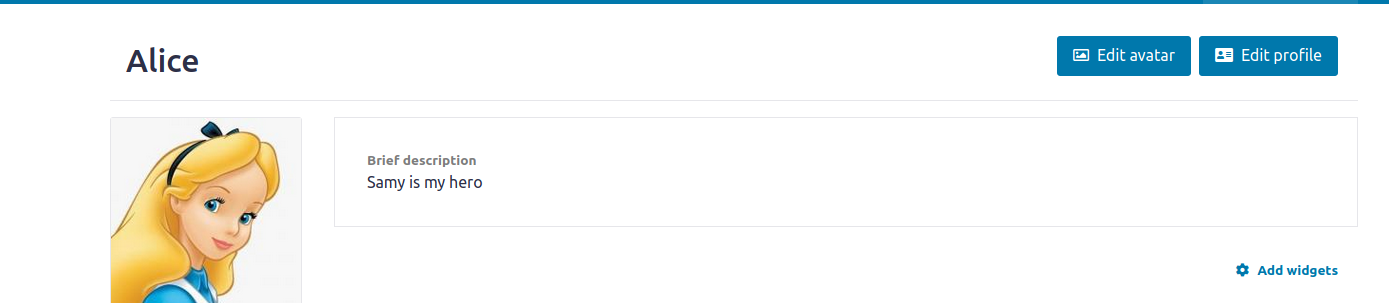 Alice
Edit avatar
Edit profile
Brief description
Samy is my hero
Add widgets